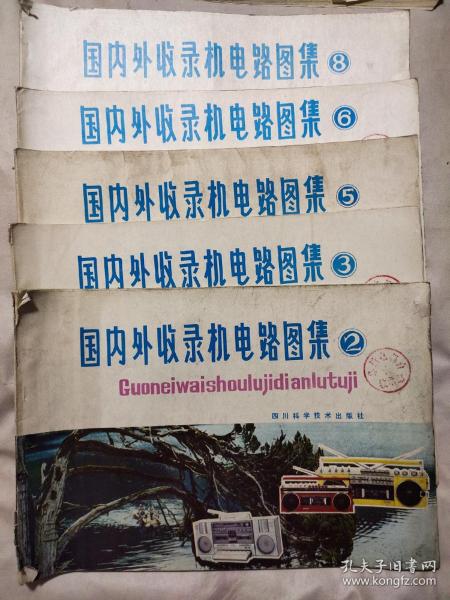 国内外收录机电路图集 ⑧
国内外收录机电路图集 ⑥
国内外收录机电路图集 ⑤
国内外收录机电路图集 ③
国内外收录机电路图集 ②
Guoneiwaishoulujidianlutuji
四川科学技术出版社
孔夫子旧书网
www.kongfz.com